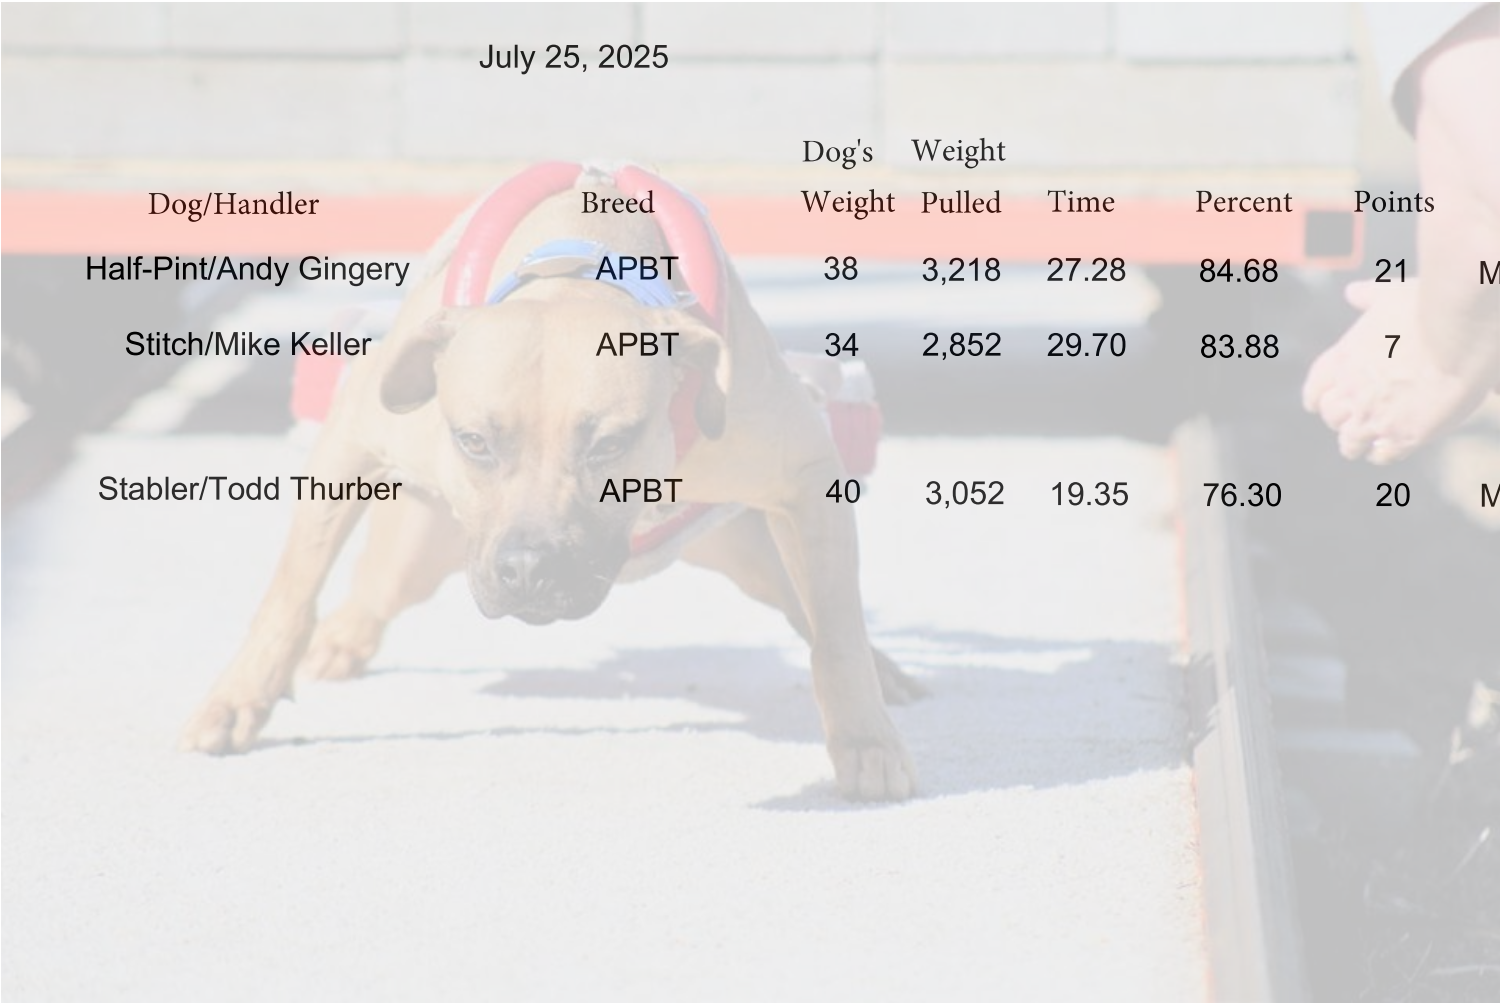 July 25, 2025
Dog's Weight
Dog/Handler Breed Weight Pulled Time Percent Points
Half-Pint/Andy Gingery APBT 38 3,218 27.28 84.68 21 M
Stitch/Mike Keller APBT 34 2,852 29.70 83.88 7
Stabler/Todd Thurber APBT 40 3,052 19.35 76.30 20 M